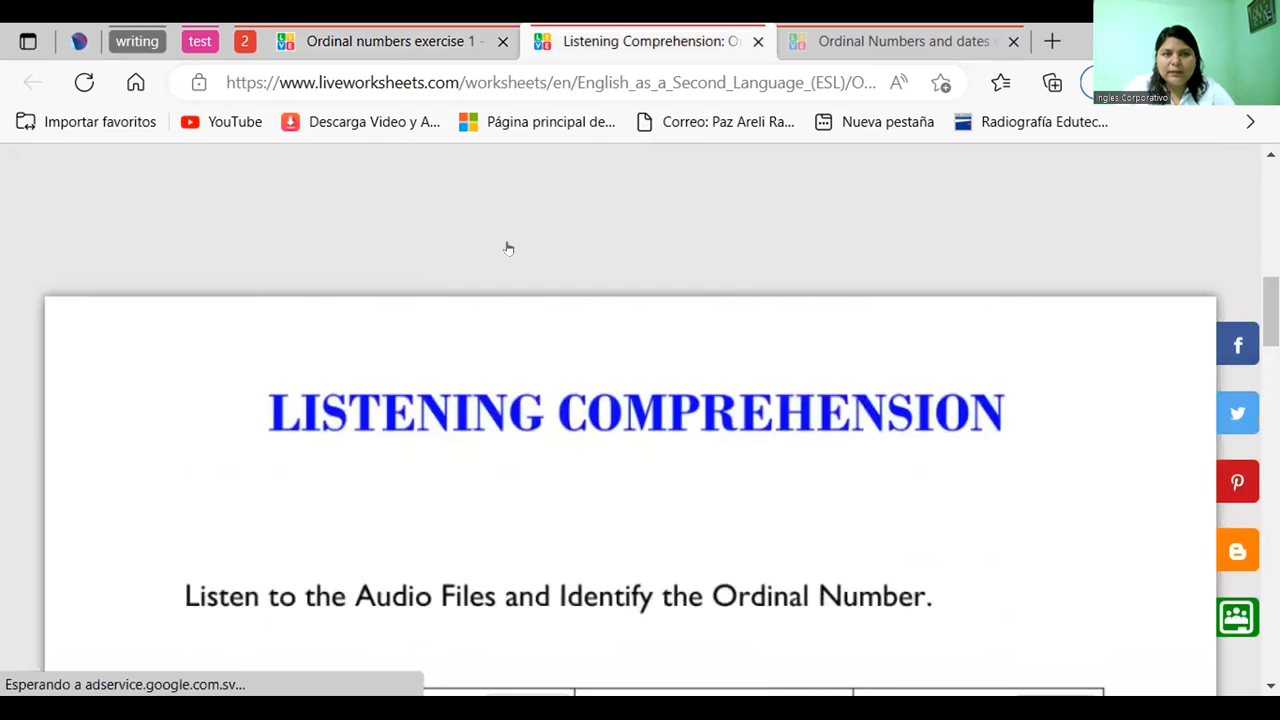 writing
test
2
Ordinal numbers exercise 1 -
Listening Comprehension: O
Ordinal Numbers and dates
https://www.liveworksheets.com/worksheets/en/English_as_a_Second_Language_(ESL)/O...
Ingles Corporativo
Importar favoritos
YouTube
Descarga Video y A...
Página principal de...
Correo: Paz Areli Ra...
Nueva pestaña
Radiografía Edutec...
LISTENING COMPREHENSION
Listen to the Audio Files and Identify the Ordinal Number.
Esperando a adservice.google.com.sv...